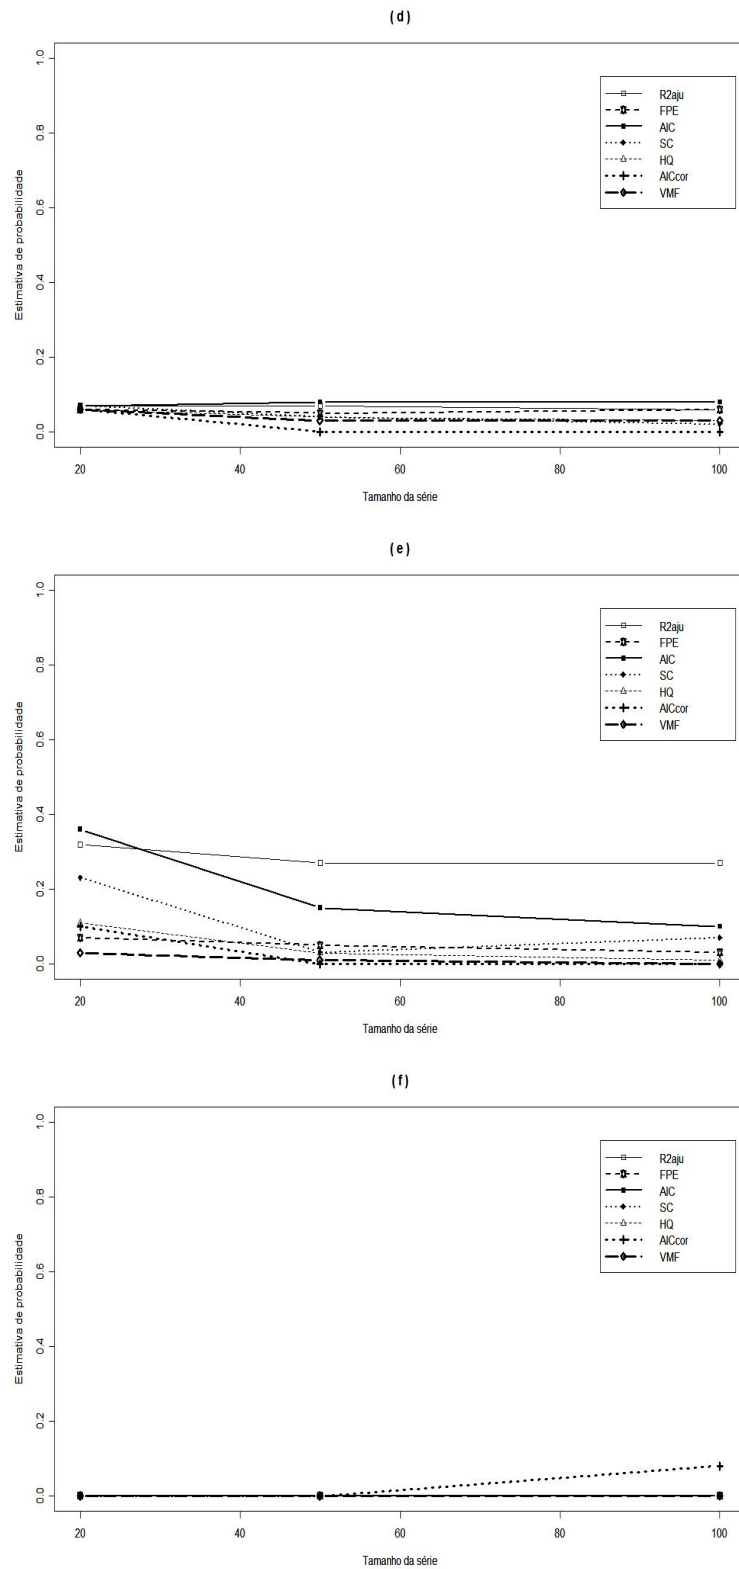 ( d )
Estimativa de probabilidade
1.0
0.8
0.6
0.4
0.2
0.0
R2aju
FPE
AIC
SC
HQ
AICcor
VMF
20
40
60
80
100
Tamanho da série
( e )
Estimativa de probabilidade
1.0
0.8
0.6
0.4
0.2
0.0
R2aju
FPE
AIC
SC
HQ
AICcor
VMF
20
40
60
80
100
Tamanho da série
( f )
Estimativa de probabilidade
1.0
0.8
0.6
0.4
0.2
0.0
R2aju
FPE
AIC
SC
HQ
AICcor
VMF
20
40
60
80
100
Tamanho da série